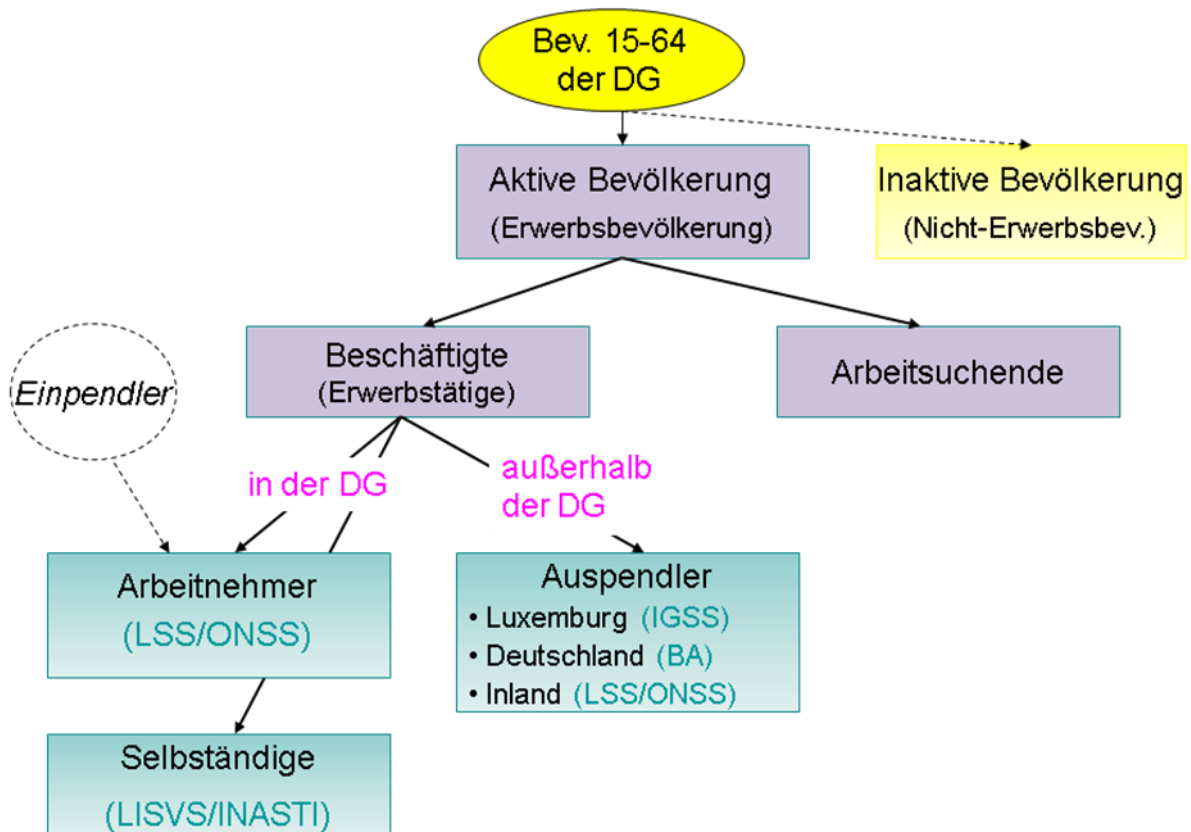 Bev. 15-64
der DG
Aktive Bevölkerung
(Erwerbsbevölkerung)
Inaktive Bevölkerung
(Nicht-Erwerbsbev.)
Beschäftigte
(Erwerbstätige)
Arbeitsuchende
Einpendler
in der DG
außerhalb
der DG
Arbeitnehmer
(LSS/ONSS)
Auspendler
• Luxemburg (IGSS)
• Deutschland (BA)
• Inland (LSS/ONSS)
Selbständige
(LISVS/INASTI)